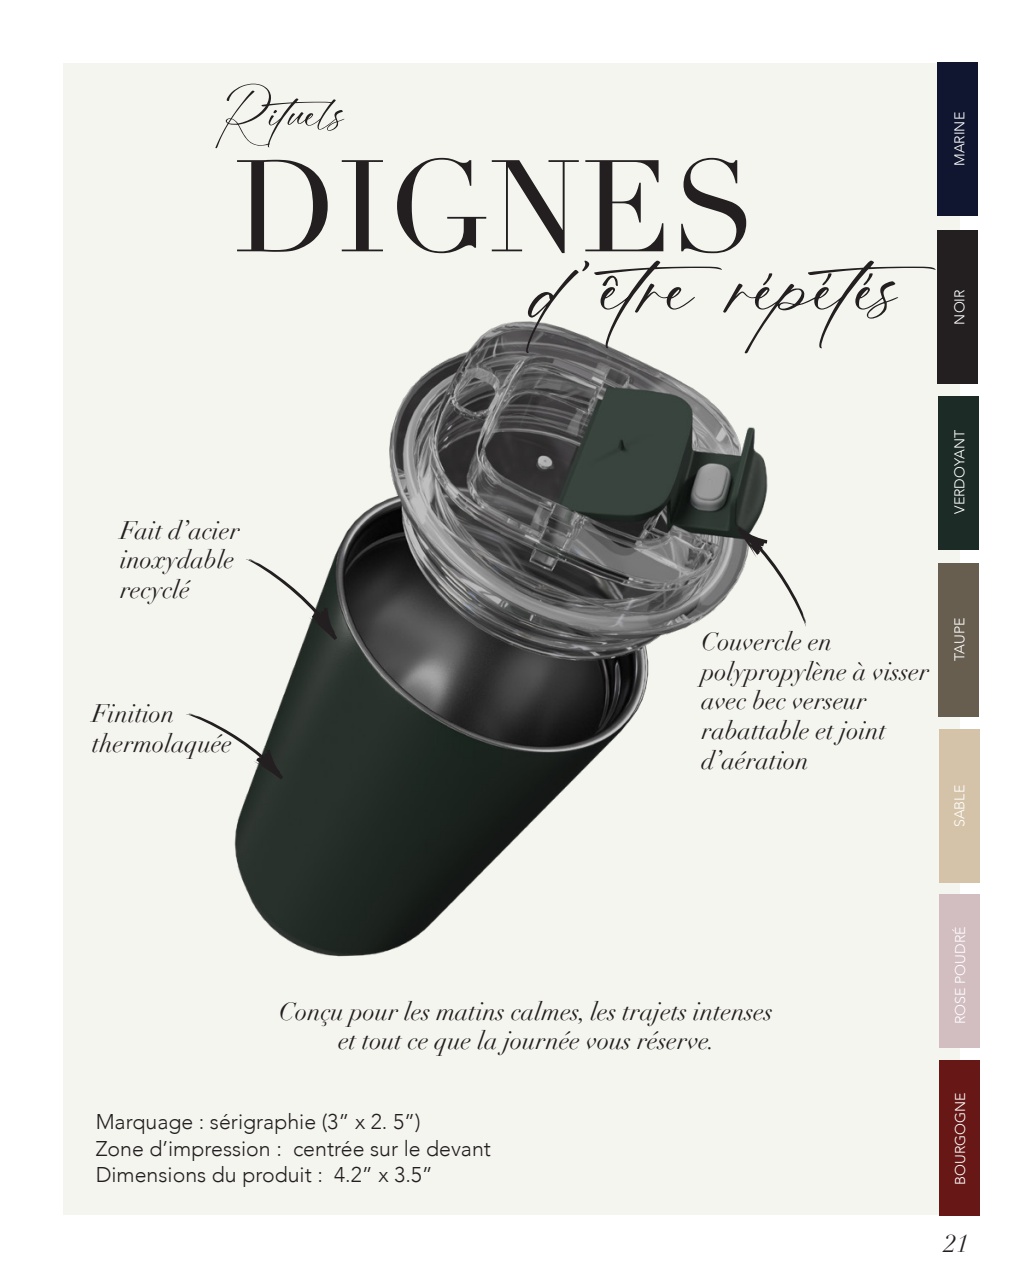 Rituels
DIGNES
d'être répétés
Fait d'acier
inoxydable
recyclé
Finition
thermolaquée
Couvercle en
polypropylène à visser
avec bec verseur
rabattable et joint
d'aération
Conçu pour les matins calmes, les trajets intenses
et tout ce que la journée vous réserve.
Marquage : sérigraphie (3” x 2. 5”)
Zone d'impression :  centrée sur le devant
Dimensions du produit :  4.2” x 3.5”
MARINE
NOIR
VERDOYANT
TAUPE
SABLE
ROSE POUDRÉ
BOURGOGNE
21